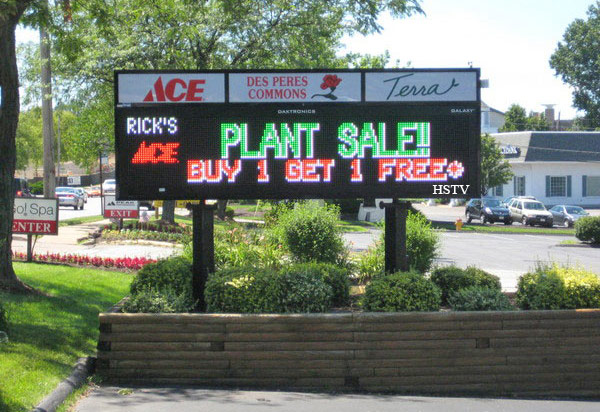 ACE
DES PERES
COMMONS
Terra
DAKTRONICS
GALAXY
RICK'S
ACE
PLANT SALE!!
BUY 1 GET 1 FREE*
HSTV
o! Spa
ENTER
EXIT